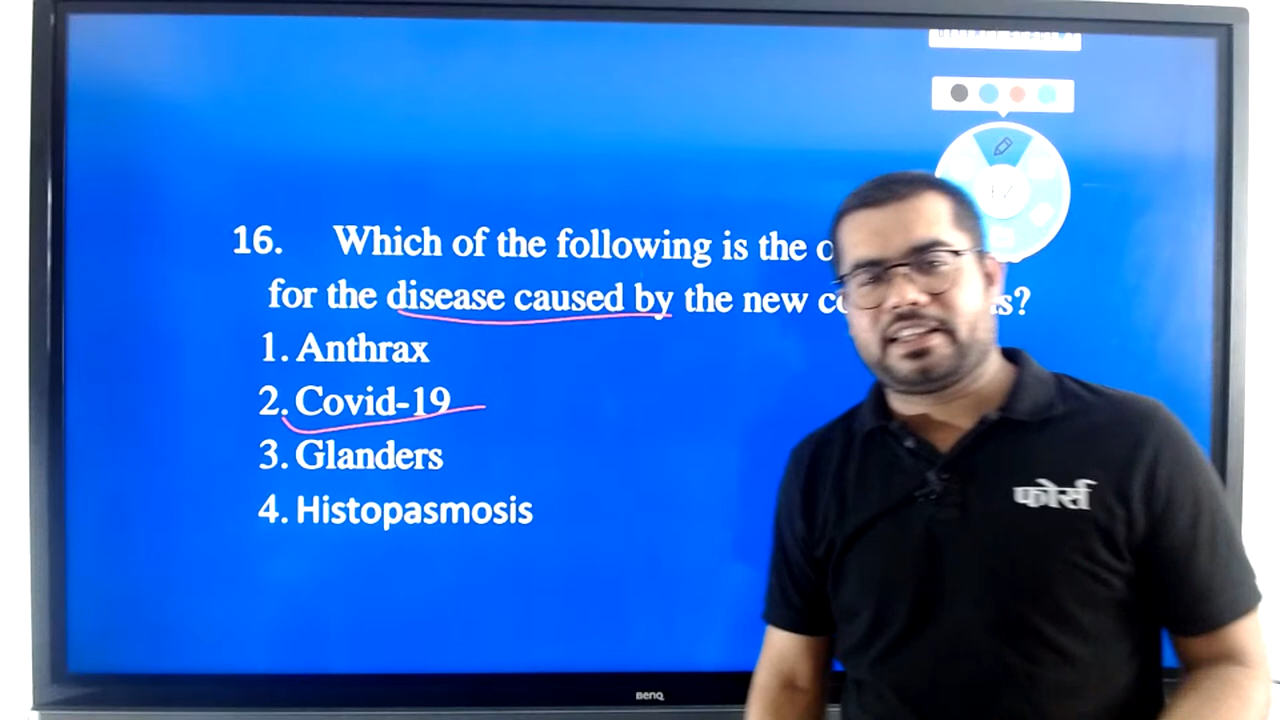 16. Which of the following is the
for the disease caused by the new
1. Anthrax
2. Covid-19
3. Glanders
4. Histopasmosis
फोर्स
BenQ